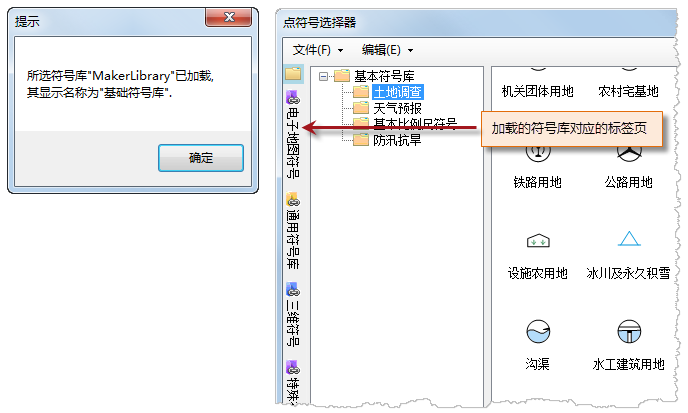 提示
所选符号库"MakerLibrary"已加载,
其显示名称为"基础符号库".
确定
点符号选择器
文件(F)
编辑(E)
电子地图符号
通用符号库
三维符号
特殊
基本符号库
土地调查
天气预报
基本比例尺符号
防汛抗旱
加载的符号库对应的标签页
机关团体用地
农村宅基地
铁路用地
公路用地
设施农用地
冰川及永久积雪
沟渠
水工建筑用地